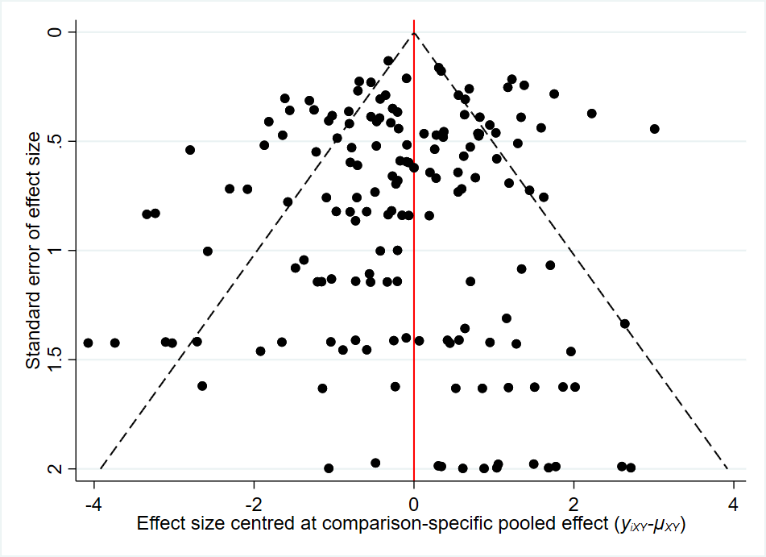 Standard error of effect size
0
.5
1
1.5
2
-4 -2 0 2 4
Effect size centred at comparison-specific pooled effect (yiXY-μXY)